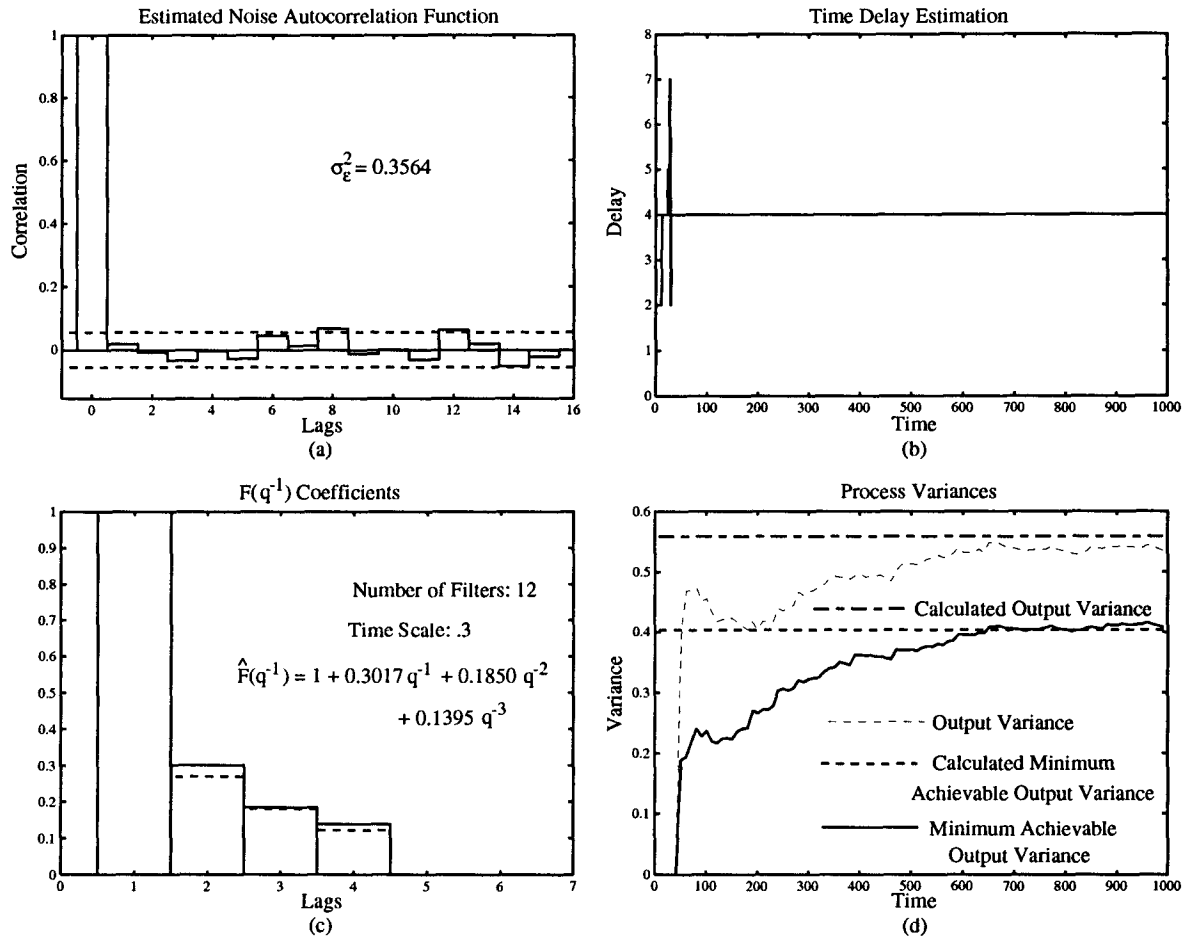 Estimated Noise Autocorrelation Function
1
0.8
0.6
0.4
0.2
0
Correlation
σ²_ε = 0.3564
0 2 4 6 8 10 12 14 16
Lags
(a)
Time Delay Estimation
8
7
6
5
4
3
2
1
0
Delay
0 100 200 300 400 500 600 700 800 900 1000
Time
(b)
F(q⁻¹) Coefficients
1
0.9
0.8
0.7
0.6
0.5
0.4
0.3
0.2
0.1
0
Number of Filters: 12
Time Scale: .3
F̂(q⁻¹) = 1 + 0.3017 q⁻¹ + 0.1850 q⁻²
+ 0.1395 q⁻³
0 1 2 3 4 5 6 7
Lags
(c)
Process Variances
0.6
0.5
0.4
0.3
0.2
0.1
0
Variance
Calculated Output Variance
Output Variance
Calculated Minimum
Achievable Output Variance
Minimum Achievable
Output Variance
0 100 200 300 400 500 600 700 800 900 1000
Time
(d)